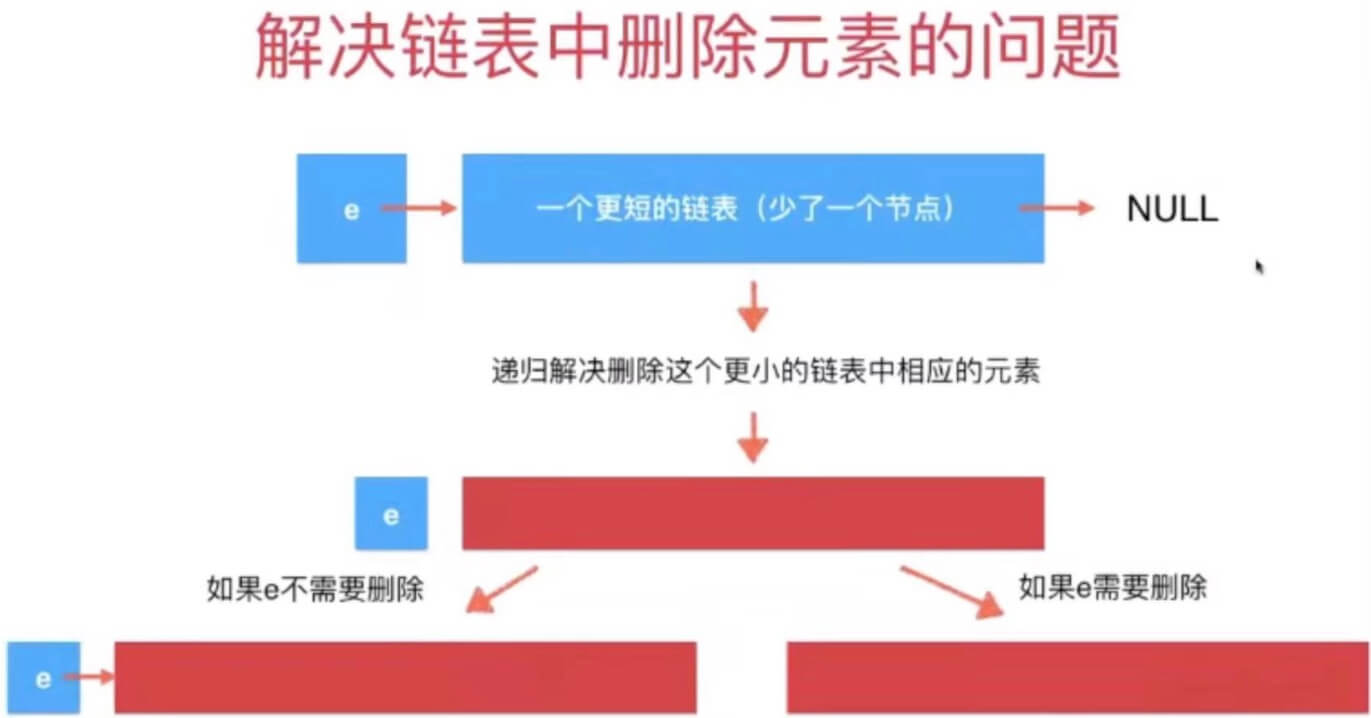 解决链表中删除元素的问题
e
一个更短的链表（少了一个节点）
NULL
递归解决删除这个更小的链表中相应的元素
e
如果e不需要删除
如果e需要删除
e